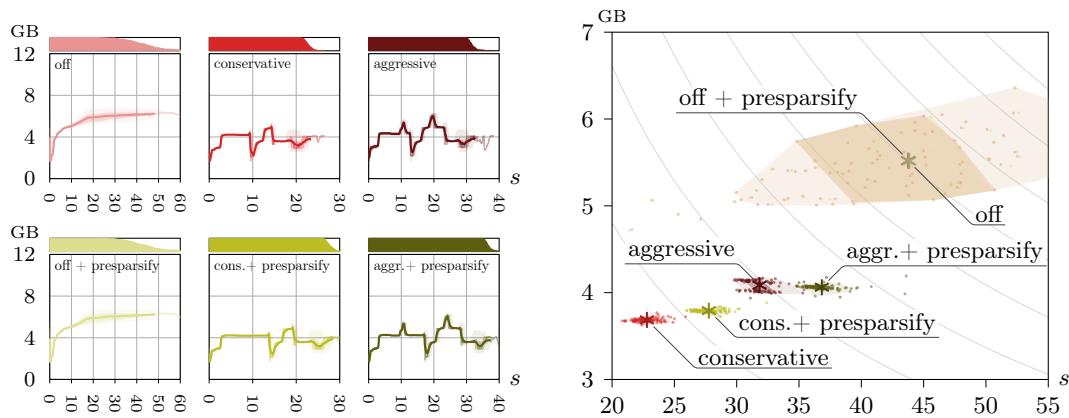 GB
12
8
4
0
off
conservative
aggressive
0 10 20 30 40 50 60
0 10 20 30
0 10 20 30 40
s
GB
12
8
4
0
off + presparsify
cons.+ presparsify
aggr.+ presparsify
0 10 20 30 40 50 60
0 10 20 30
0 10 20 30 40
s
GB
7
6
5
4
3
off + presparsify
off
aggressive
aggr.+ presparsify
cons.+ presparsify
conservative
s
20 25 30 35 40 45 50 55